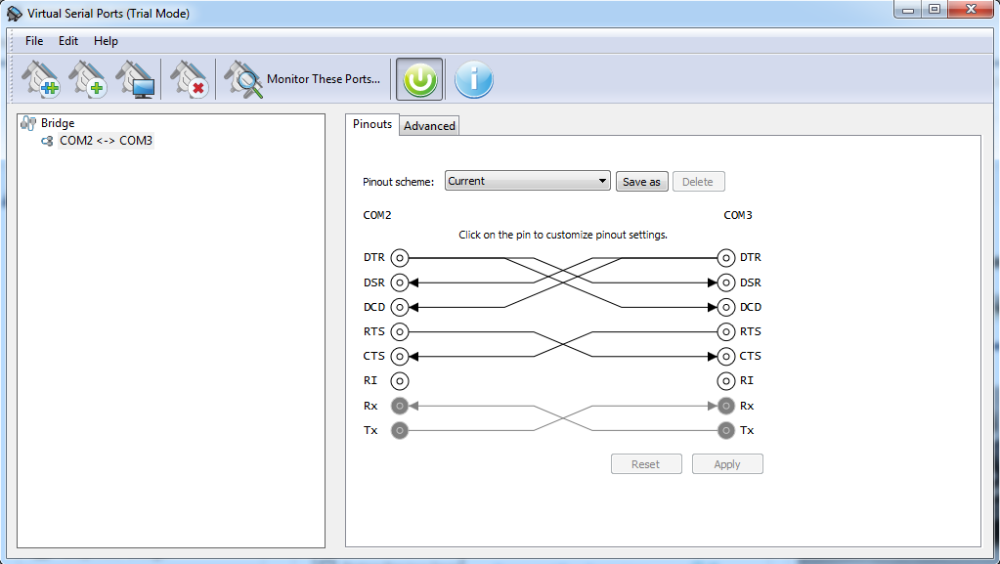 Virtual Serial Ports (Trial Mode)
File Edit Help
Monitor These Ports...
Bridge
COM2 <-> COM3
Pinouts Advanced
Pinout scheme: Current Save as Delete
COM2 COM3
Click on the pin to customize pinout settings.
DTR DTR
DSR DSR
DCD DCD
RTS RTS
CTS CTS
RI RI
Rx Rx
Tx Tx
Reset Apply